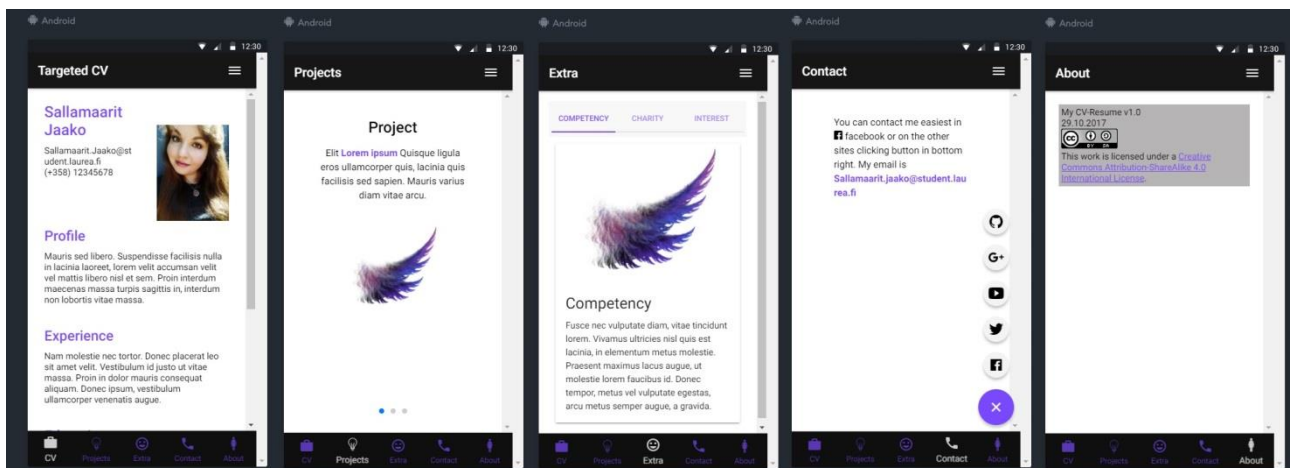 Android
12:30
Targeted CV
Sallamaarit
Jaako
Sallamaarit.Jaako@st
udent.laurea.fi
(+358) 12345678
Profile
Mauris sed libero. Suspendisse facilisis nulla
in lacinia laoreet, lorem velit accumsan velit
vel mattis libero nisl et sem. Proin interdum
maecenas massa turpis sagittis in, interdum
non lobortis vitae massa.
Experience
Nam molestie nec tortor. Donec placerat leo
sit amet velit. Vestibulum id justo ut vitae
massa. Proin in dolor mauris consequat
aliquam. Donec ipsum, vestibulum
ullamcorper venenatis augue.
CV Projects Extra Contact About
Android
12:30
Projects
Project
Elit Lorem ipsum Quisque ligula
eros ullamcorper quis, lacinia quis
facilisis sed sapien. Mauris varius
diam vitae arcu.
CV Projects Extra Contact About
Android
12:30
Extra
COMPETENCY CHARITY INTEREST
Competency
Fusce nec vulputate diam, vitae tincidunt
lorem. Vivamus ultricies nisl quis est
lacinia, in elementum metus molestie.
Praesent maximus lacus augue, ut
molestie lorem faucibus id. Donec
tempor, metus vel vulputate egestas,
arcu metus semper augue, a gravida.
CV Projects Extra Contact About
Android
12:30
Contact
You can contact me easiest in
facebook or on the other
sites clicking button in bottom
right. My email is
Sallamaarit.jaako@student.lau
rea.fi
G+
CV Projects Extra Contact About
Android
12:30
About
My CV-Resume v1.0
29.10.2017
cc BY SA
This work is licensed under a Creative
Commons Attribution-ShareAlike 4.0
International License.
CV Projects Extra Contact About